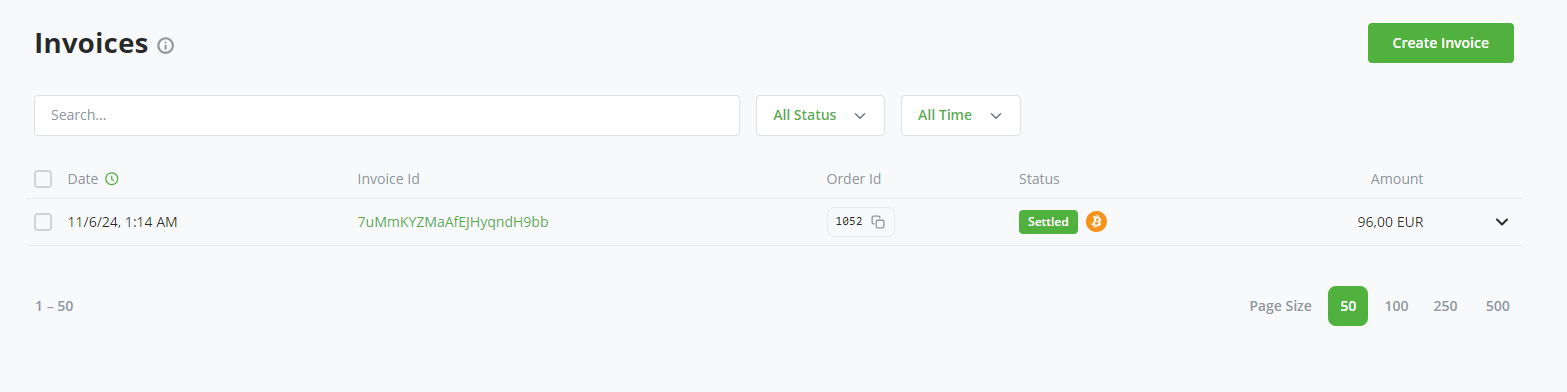 Invoices
Create Invoice
Search...
All Status
All Time
Date
Invoice Id
Order Id
Status
Amount
11/6/24, 1:14 AM
7uMmKYZMaAfEJHyqndH9bb
1052
Settled
96,00 EUR
1 – 50
Page Size
50
100
250
500